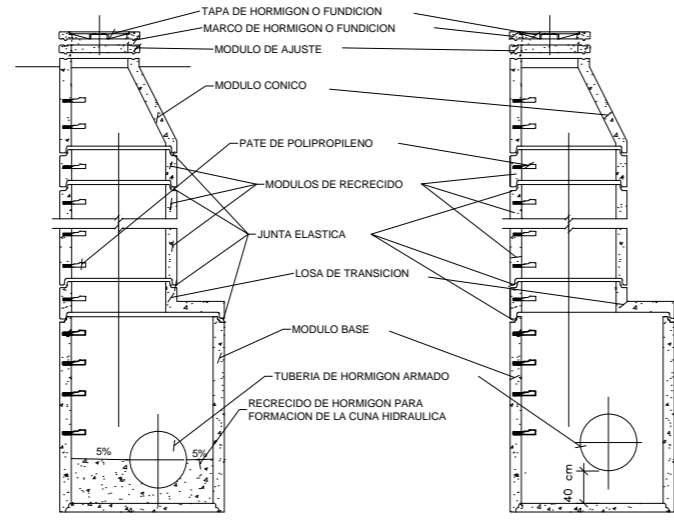 TAPA DE HORMIGON O FUNDICION
MARCO DE HORMIGON O FUNDICION
MODULO DE AJUSTE
MODULO CONICO
PATE DE POLIPROPILENO
MODULOS DE RECRECIDO
JUNTA ELASTICA
LOSA DE TRANSICION
MODULO BASE
TUBERIA DE HORMIGON ARMADO
RECRECIDO DE HORMIGON PARA
FORMACION DE LA CUNA HIDRAULICA
5%
5%
40 cm